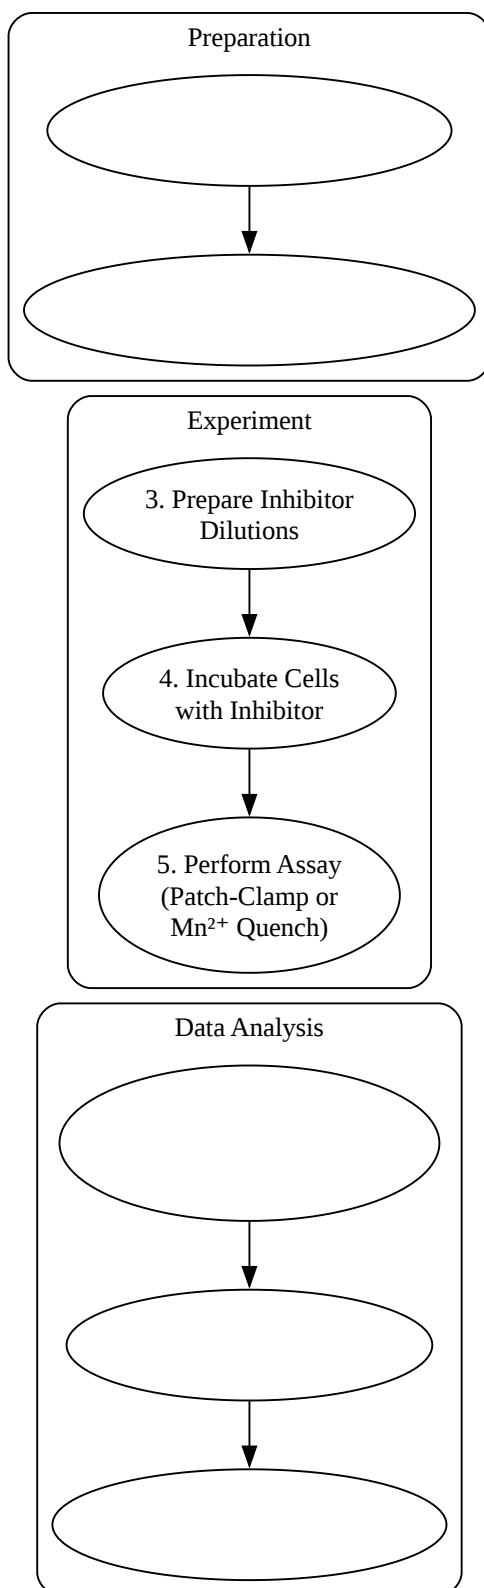 Preparation
Experiment
3. Prepare Inhibitor
Dilutions
4. Incubate Cells
with Inhibitor
5. Perform Assay
(Patch-Clamp or
Mn²⁺ Quench)
Data Analysis